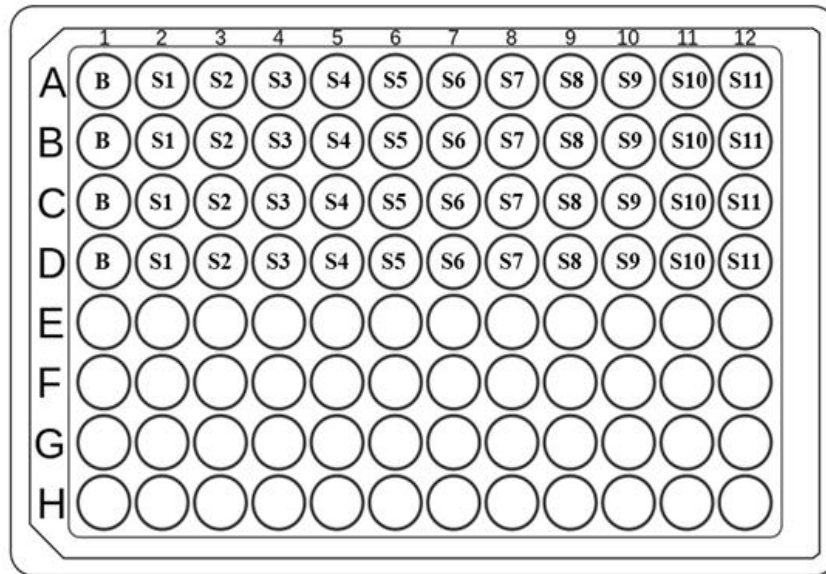 1 2 3 4 5 6 7 8 9 10 11 12
A B S1 S2 S3 S4 S5 S6 S7 S8 S9 S10 S11
B B S1 S2 S3 S4 S5 S6 S7 S8 S9 S10 S11
C B S1 S2 S3 S4 S5 S6 S7 S8 S9 S10 S11
D B S1 S2 S3 S4 S5 S6 S7 S8 S9 S10 S11
E
F
G
H